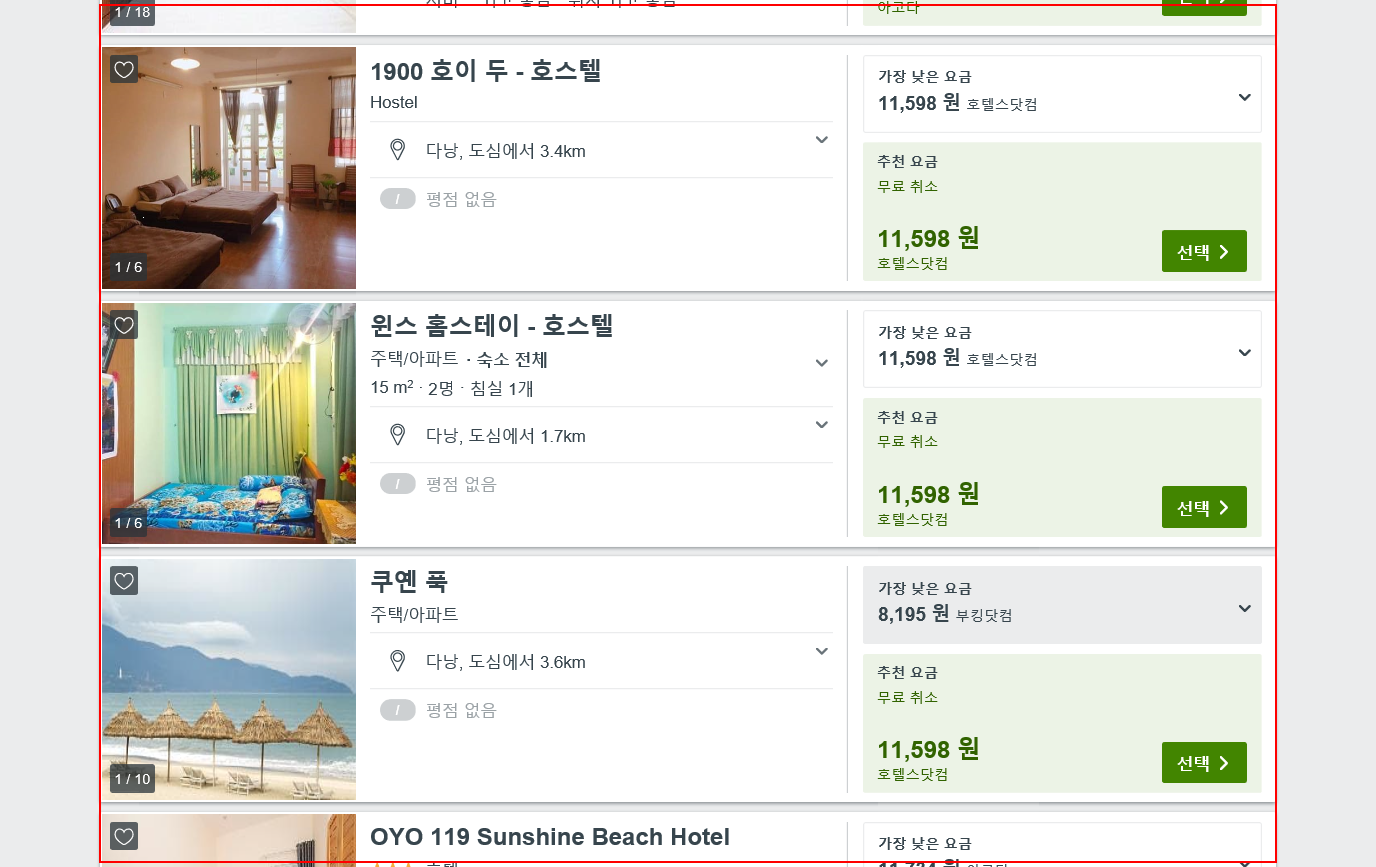 1 / 18
아고다
1900 호이 두 - 호스텔
Hostel
다낭, 도심에서 3.4km
/ 평점 없음
1 / 6
가장 낮은 요금
11,598 원 호텔스닷컴
추천 요금
무료 취소
11,598 원
호텔스닷컴
선택
윈스 홈스테이 - 호스텔
주택/아파트 · 숙소 전체
15 m² · 2명 · 침실 1개
다낭, 도심에서 1.7km
/ 평점 없음
1 / 6
가장 낮은 요금
11,598 원 호텔스닷컴
추천 요금
무료 취소
11,598 원
호텔스닷컴
선택
쿠옌 푹
주택/아파트
다낭, 도심에서 3.6km
/ 평점 없음
1 / 10
가장 낮은 요금
8,195 원 부킹닷컴
추천 요금
무료 취소
11,598 원
호텔스닷컴
선택
OYO 119 Sunshine Beach Hotel
가장 낮은 요금